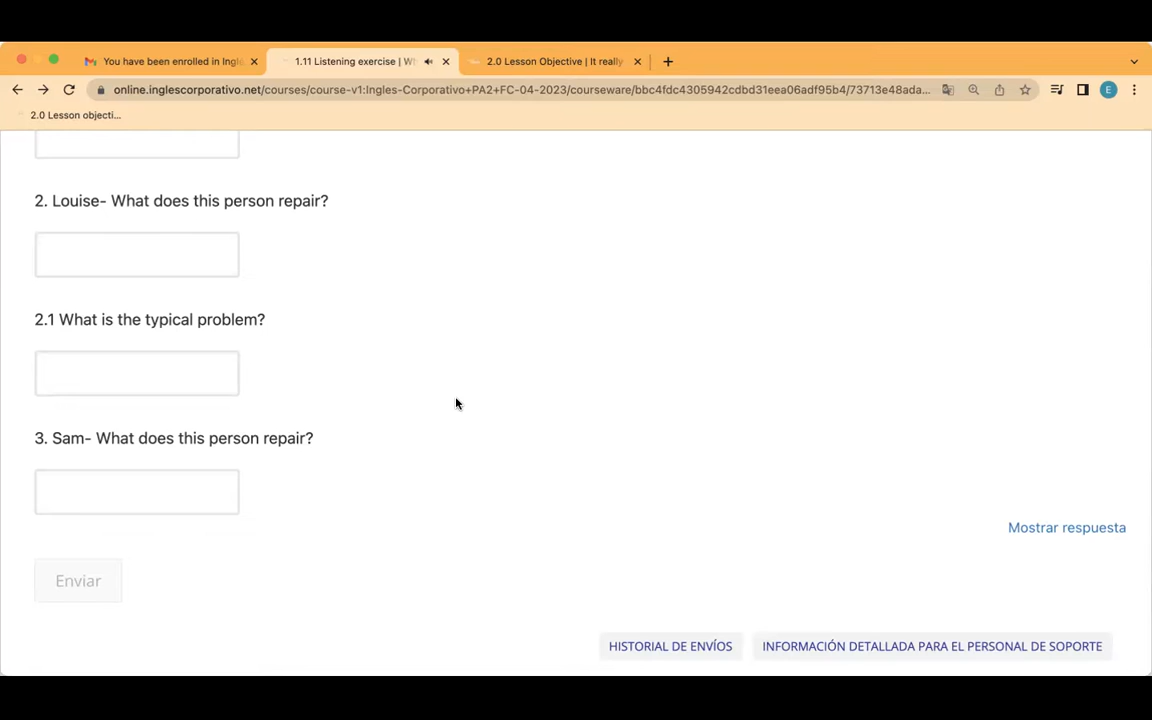 You have been enrolled in Ingl
1.11 Listening exercise | Wh
2.0 Lesson Objective | It really
online.inglescorporativo.net/courses/course-v1:Ingles-Corporativo+PA2+FC-04-2023/courseware/bbc4fdc4305942cdbd31eea06adf95b4/73713e48ada...
E
2.0 Lesson objecti...
2. Louise- What does this person repair?
2.1 What is the typical problem?
3. Sam- What does this person repair?
Mostrar respuesta
Enviar
HISTORIAL DE ENVÍOS
INFORMACIÓN DETALLADA PARA EL PERSONAL DE SOPORTE